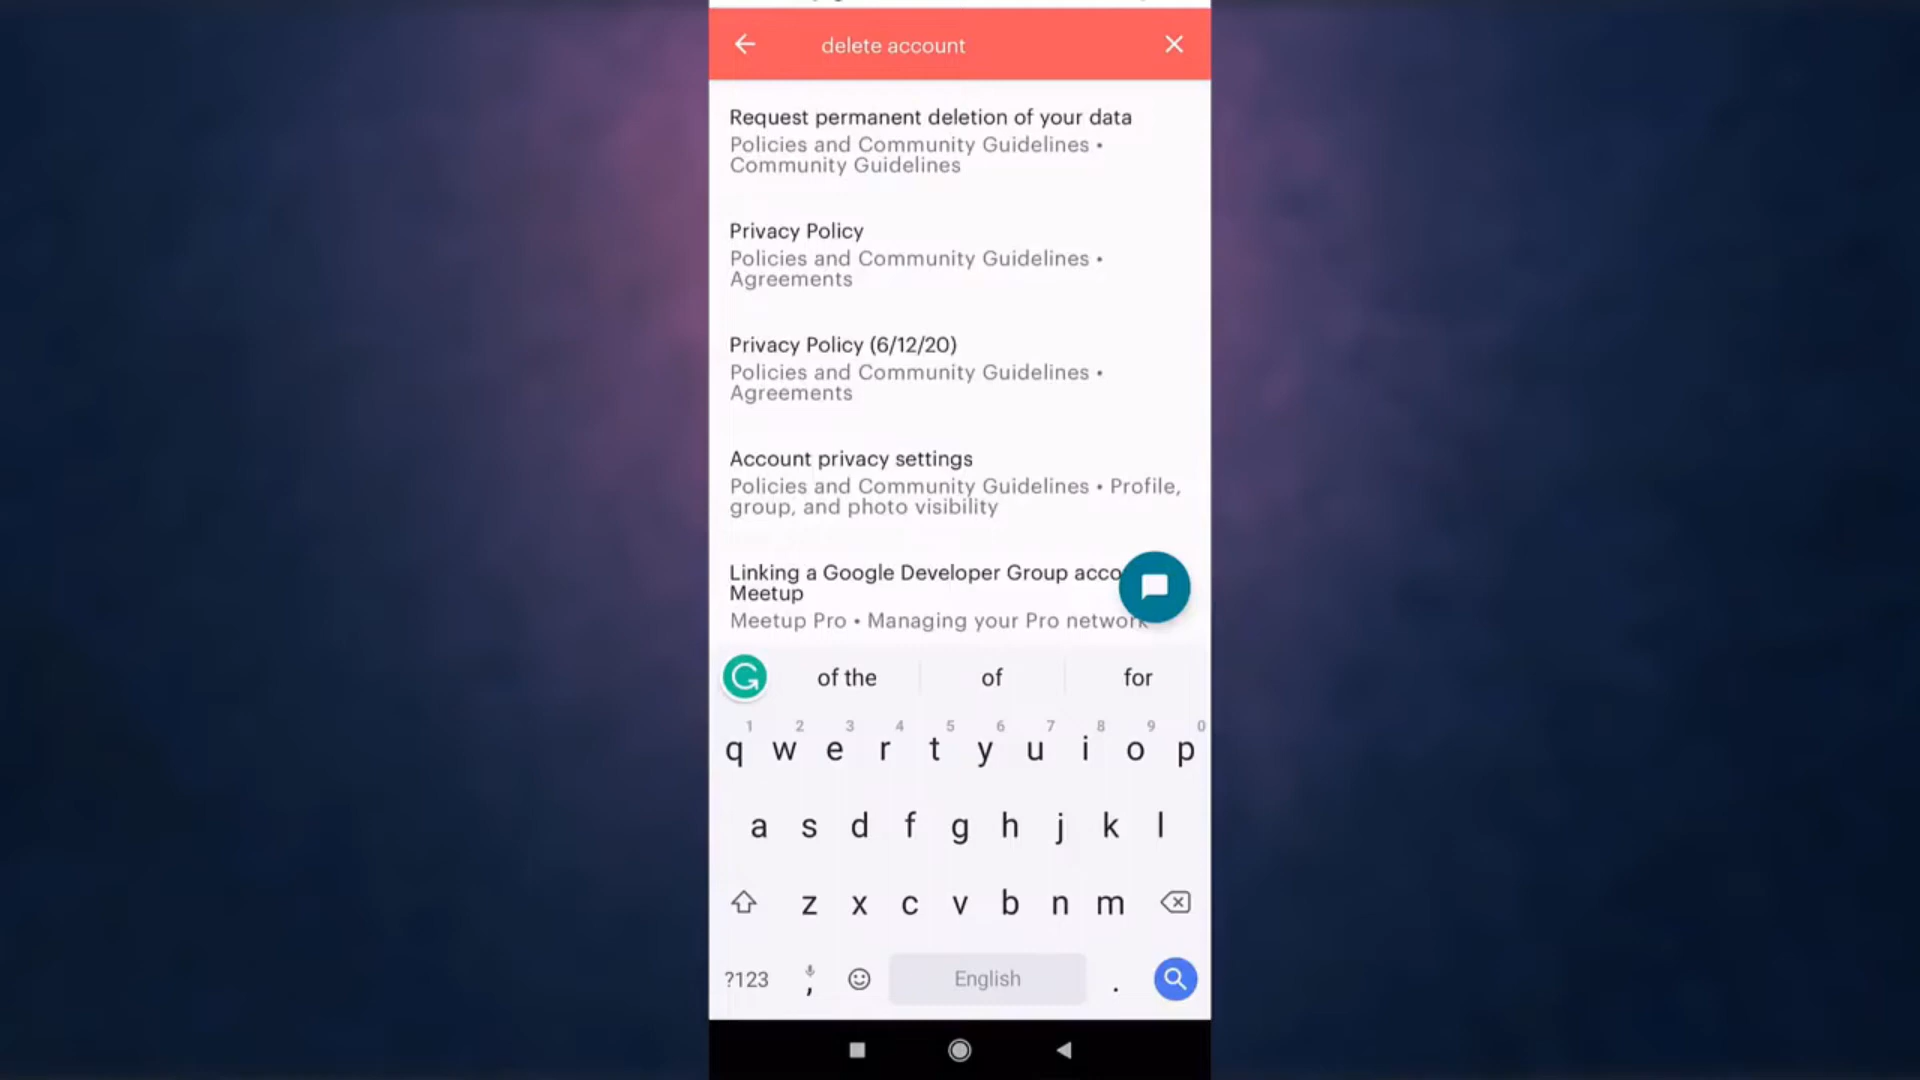 delete account
Request permanent deletion of your data
Policies and Community Guidelines •
Community Guidelines
Privacy Policy
Policies and Community Guidelines •
Agreements
Privacy Policy (6/12/20)
Policies and Community Guidelines •
Agreements
Account privacy settings
Policies and Community Guidelines • Profile,
group, and photo visibility
Linking a Google Developer Group acco
Meetup
Meetup Pro • Managing your Pro network
of the of for
1 2 3 4 5 6 7 8 9 0
q w e r t y u i o p
a s d f g h j k l
z x c v b n m
?123 , English .